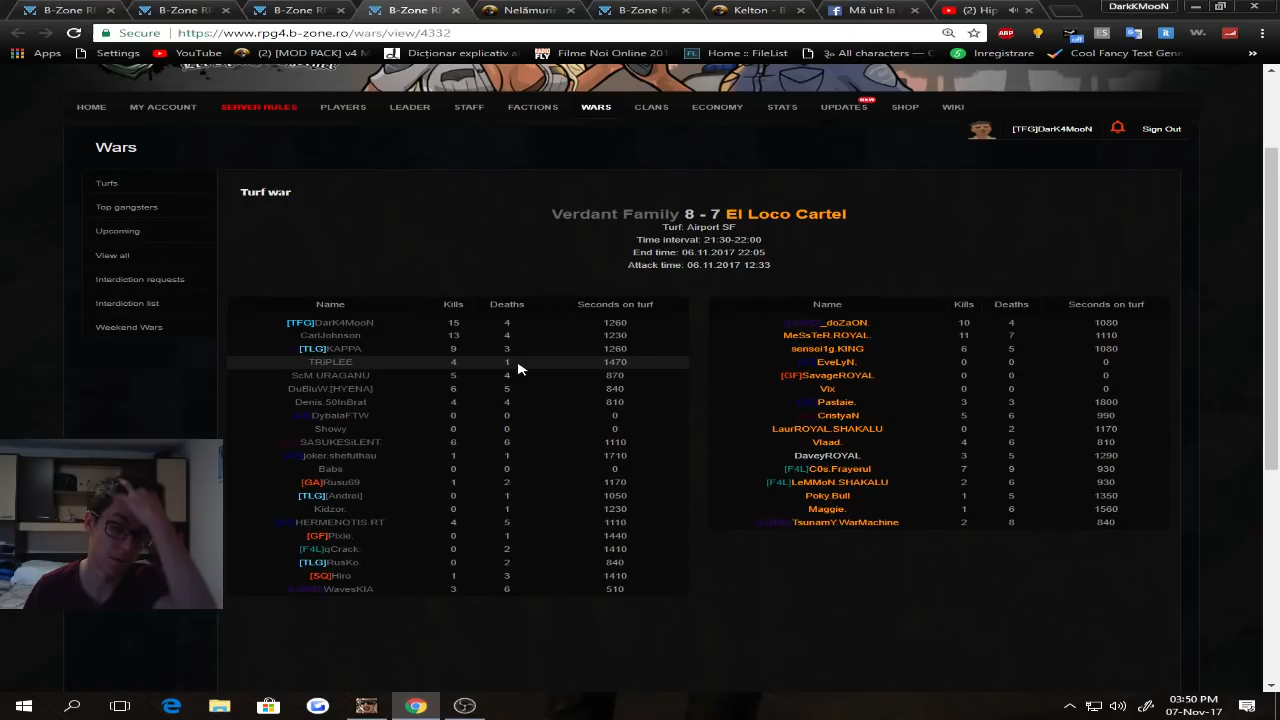 B-Zone RP
B-Zone RP
B-Zone RP
B-Zone RP
Nelămurir
B-Zone RP
B-Zone RP
Kelton - B-
Mă uit la
(2) Hip
DarkKMooN
Secure https://www.rpg4.b-zone.ro/wars/view/4332
Apps Settings YouTube (2) [MOD PACK] v4 M Dicționar explicativ al Filme Noi Online 201 Home :: FileList All characters — C Inregistrare Cool Fancy Text Gene
HOME MY ACCOUNT SERVER RULES PLAYERS LEADER STAFF FACTIONS WARS CLANS ECONOMY STATS UPDATES NEW SHOP WIKI
[TFG]DarK4MooN Sign Out
Wars
Turfs
Top gangsters
Upcoming
View all
Interdiction requests
Interdiction list
Weekend Wars
Turf war
Verdant Family 8 - 7 El Loco Cartel
Turf: Airport SF
Time interval: 21:30-22:00
End time: 06.11.2017 22:05
Attack time: 06.11.2017 12:33
Name Kills Deaths Seconds on turf
[TFG]DarK4MooN 15 4 1260
CarlJohnson 13 4 1230
[TLG]KAPPA 9 3 1260
TRiPLEE. 4 1 1470
ScM URAGANU 5 4 870
DuBluW.[HYENA] 6 5 840
Denis.50InBrat 4 4 810
DybalaFTW 0 0 0
Showy 0 0 0
SASUKESiLENT. 6 6 1110
joker.shefuthau 1 1 1710
Babs 0 0 0
[GA]Rusu69 1 2 1170
[TLG][Andrei] 0 1 1050
Kidzor. 0 1 1230
HERMENOTIS RT 4 5 1110
[GF]Pixie. 0 1 1440
[F4L]qCrack. 0 2 1410
[TLG]RusKo. 0 2 840
[SQ]Hiro 1 3 1410
WavesKIA 3 6 510
Name Kills Deaths Seconds on turf
_doZaON. 10 4 1080
MeSsTeR.ROYAL. 11 7 1110
sensei1g.KING 6 5 1080
EveLyN. 0 0 0
[GF]SavageROYAL 0 0 0
Vix 0 0 0
Pastaie. 3 3 1800
CristyaN 5 6 990
LaurROYAL.SHAKALU 0 2 1170
Vlaad. 4 6 810
DaveyROYAL 3 5 1290
[F4L]C0s.Frayerul 7 9 930
[F4L]LeMMoN.SHAKALU 2 6 930
Poky.Bull 1 5 1350
Maggie. 1 6 1560
TsunamY.WarMachine 2 8 840
03:50 PM
07-Nov-17